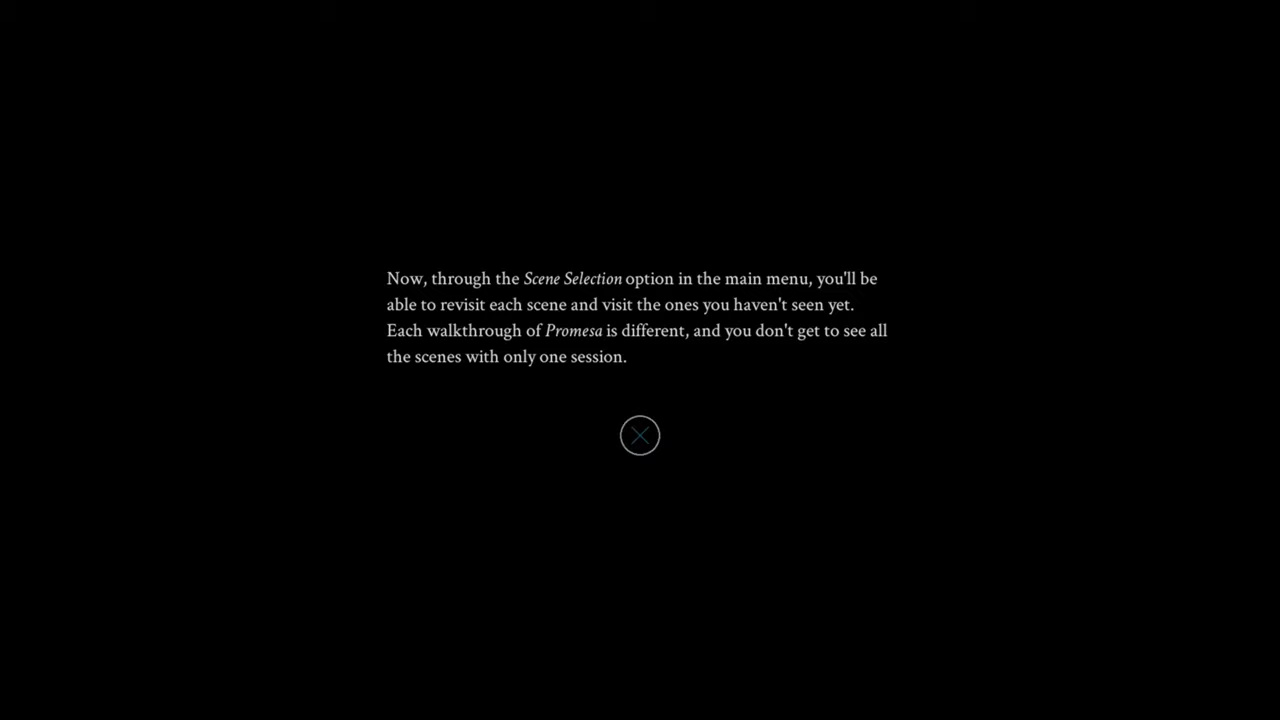 Now, through the Scene Selection option in the main menu, you'll be
able to revisit each scene and visit the ones you haven't seen yet.
Each walkthrough of Promesa is different, and you don't get to see all
the scenes with only one session.